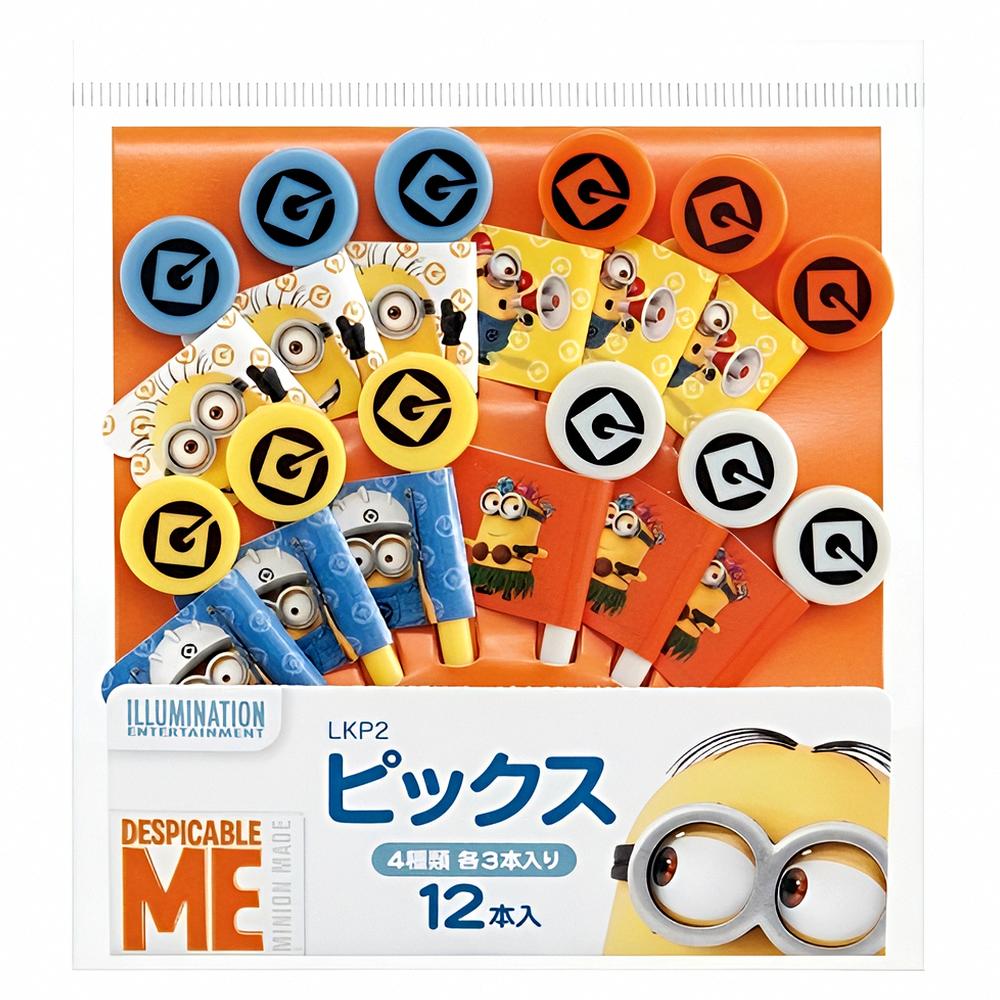 ILLUMINATION
ENTERTAINMENT
LKP2
ピックス
4種類 各3本入り
12本入
DESPICABLE
ME
MINION MADE